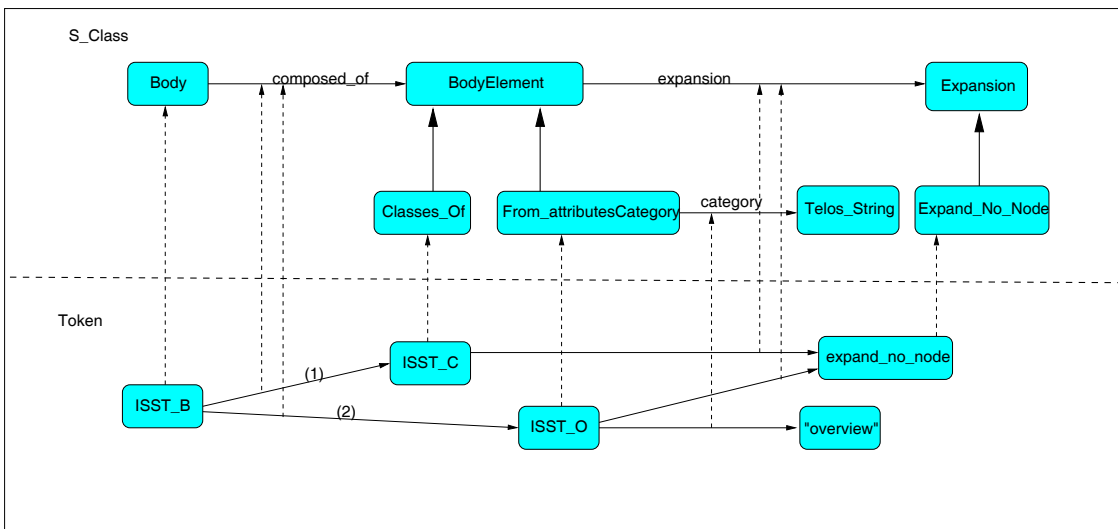 S_Class
Body
composed_of
BodyElement
expansion
Expansion
Classes_Of
From_attributesCategory
category
Telos_String
Expand_No_Node
Token
ISST_B
(1)
ISST_C
expand_no_node
(2)
ISST_O
"overview"